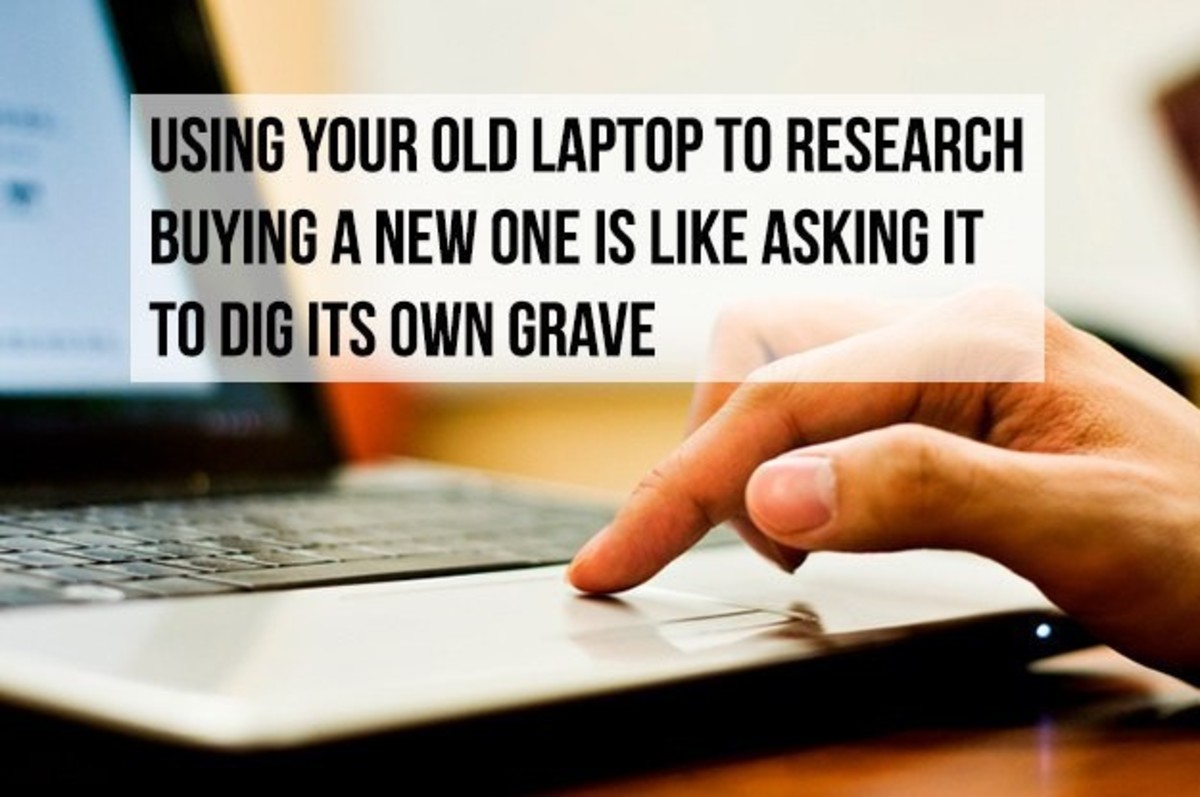 USING YOUR OLD LAPTOP TO RESEARCH
BUYING A NEW ONE IS LIKE ASKING IT
TO DIG ITS OWN GRAVE